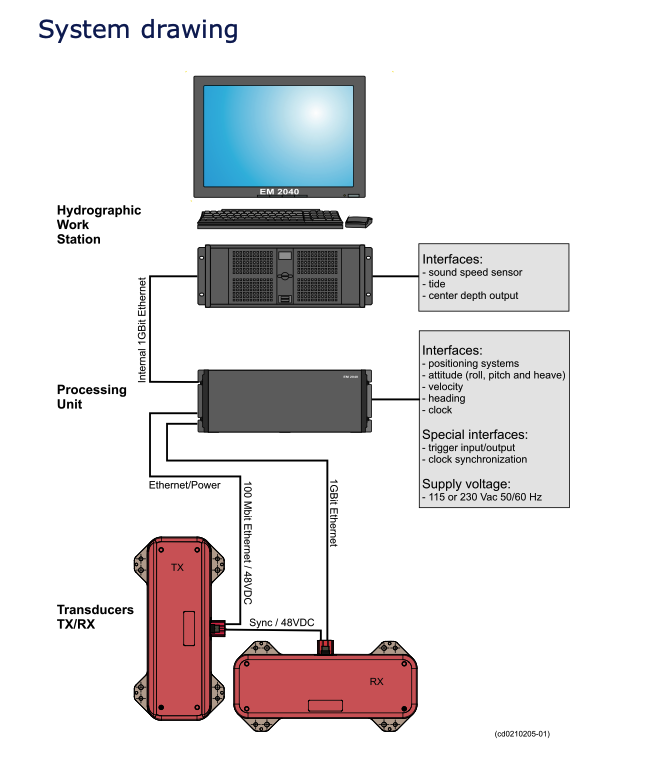 System drawing
EM 2040
Hydrographic
Work
Station
Interfaces:
- sound speed sensor
- tide
- center depth output
Internal 1GBit Ethernet
EM 2040
Processing
Unit
Interfaces:
- positioning systems
- attitude (roll, pitch and heave)
- velocity
- heading
- clock
Special interfaces:
- trigger input/output
- clock synchronization
Supply voltage:
- 115 or 230 Vac 50/60 Hz
Ethernet/Power
100 Mbit Ethernet / 48VDC
1GBit Ethernet
TX
Transducers
TX/RX
Sync / 48VDC
RX
(cd0210205-01)